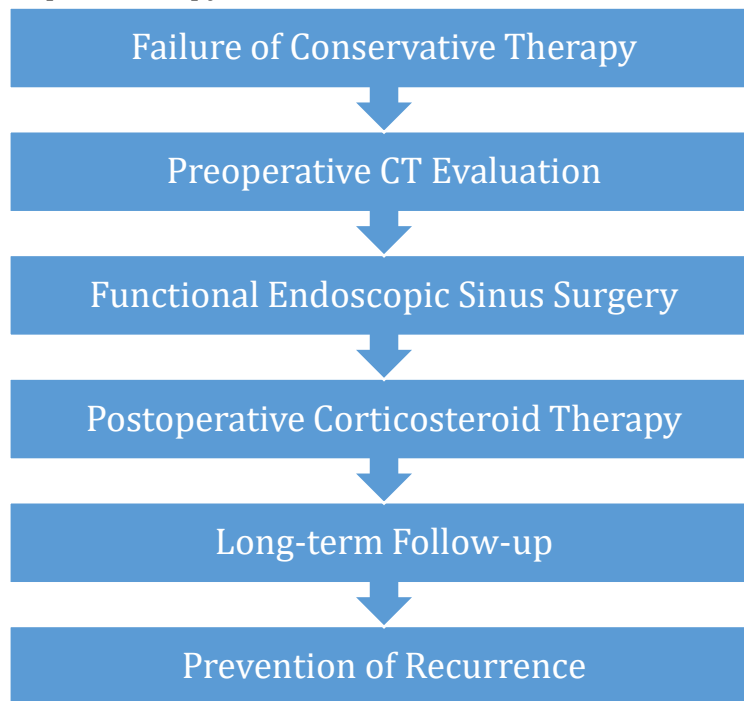 Failure of Conservative Therapy
Preoperative CT Evaluation
Functional Endoscopic Sinus Surgery
Postoperative Corticosteroid Therapy
Long-term Follow-up
Prevention of Recurrence